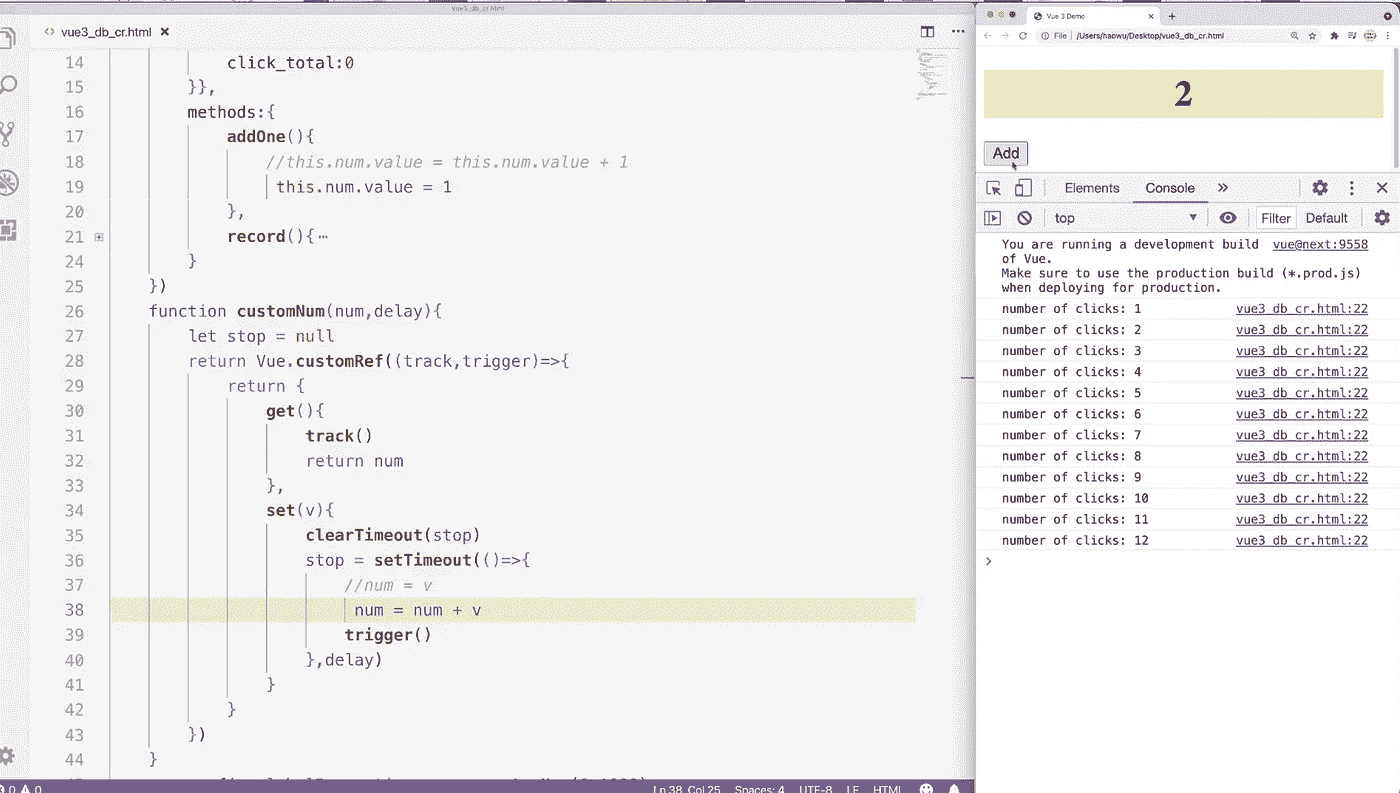 vue3_db_cr.html
vue3_db_cr.html
14 click_total:0
15 }},
16 methods:{
17 addOne(){
18 //this.num.value = this.num.value + 1
19 this.num.value = 1
20 },
21 record(){⋯
24 }
25 })
26 function customNum(num,delay){
27 let stop = null
28 return Vue.customRef((track,trigger)=>{
29 return {
30 get(){
31 track()
32 return num
33 },
34 set(v){
35 clearTimeout(stop)
36 stop = setTimeout(()=>{
37 //num = v
38 num = num + v
39 trigger()
40 },delay)
41 }
42 }
43 })
44 }
0 0
Ln 38, Col 25 Spaces: 4 UTF-8 LF HTML
Vue 3 Demo
File | /Users/haowu/Desktop/vue3_db_cr.html
2
Add
Elements Console
top Filter Default
You are running a development build vue@next:9558
of Vue.
Make sure to use the production build (*.prod.js)
when deploying for production.
number of clicks: 1 vue3_db_cr.html:22
number of clicks: 2 vue3_db_cr.html:22
number of clicks: 3 vue3_db_cr.html:22
number of clicks: 4 vue3_db_cr.html:22
number of clicks: 5 vue3_db_cr.html:22
number of clicks: 6 vue3_db_cr.html:22
number of clicks: 7 vue3_db_cr.html:22
number of clicks: 8 vue3_db_cr.html:22
number of clicks: 9 vue3_db_cr.html:22
number of clicks: 10 vue3_db_cr.html:22
number of clicks: 11 vue3_db_cr.html:22
number of clicks: 12 vue3_db_cr.html:22